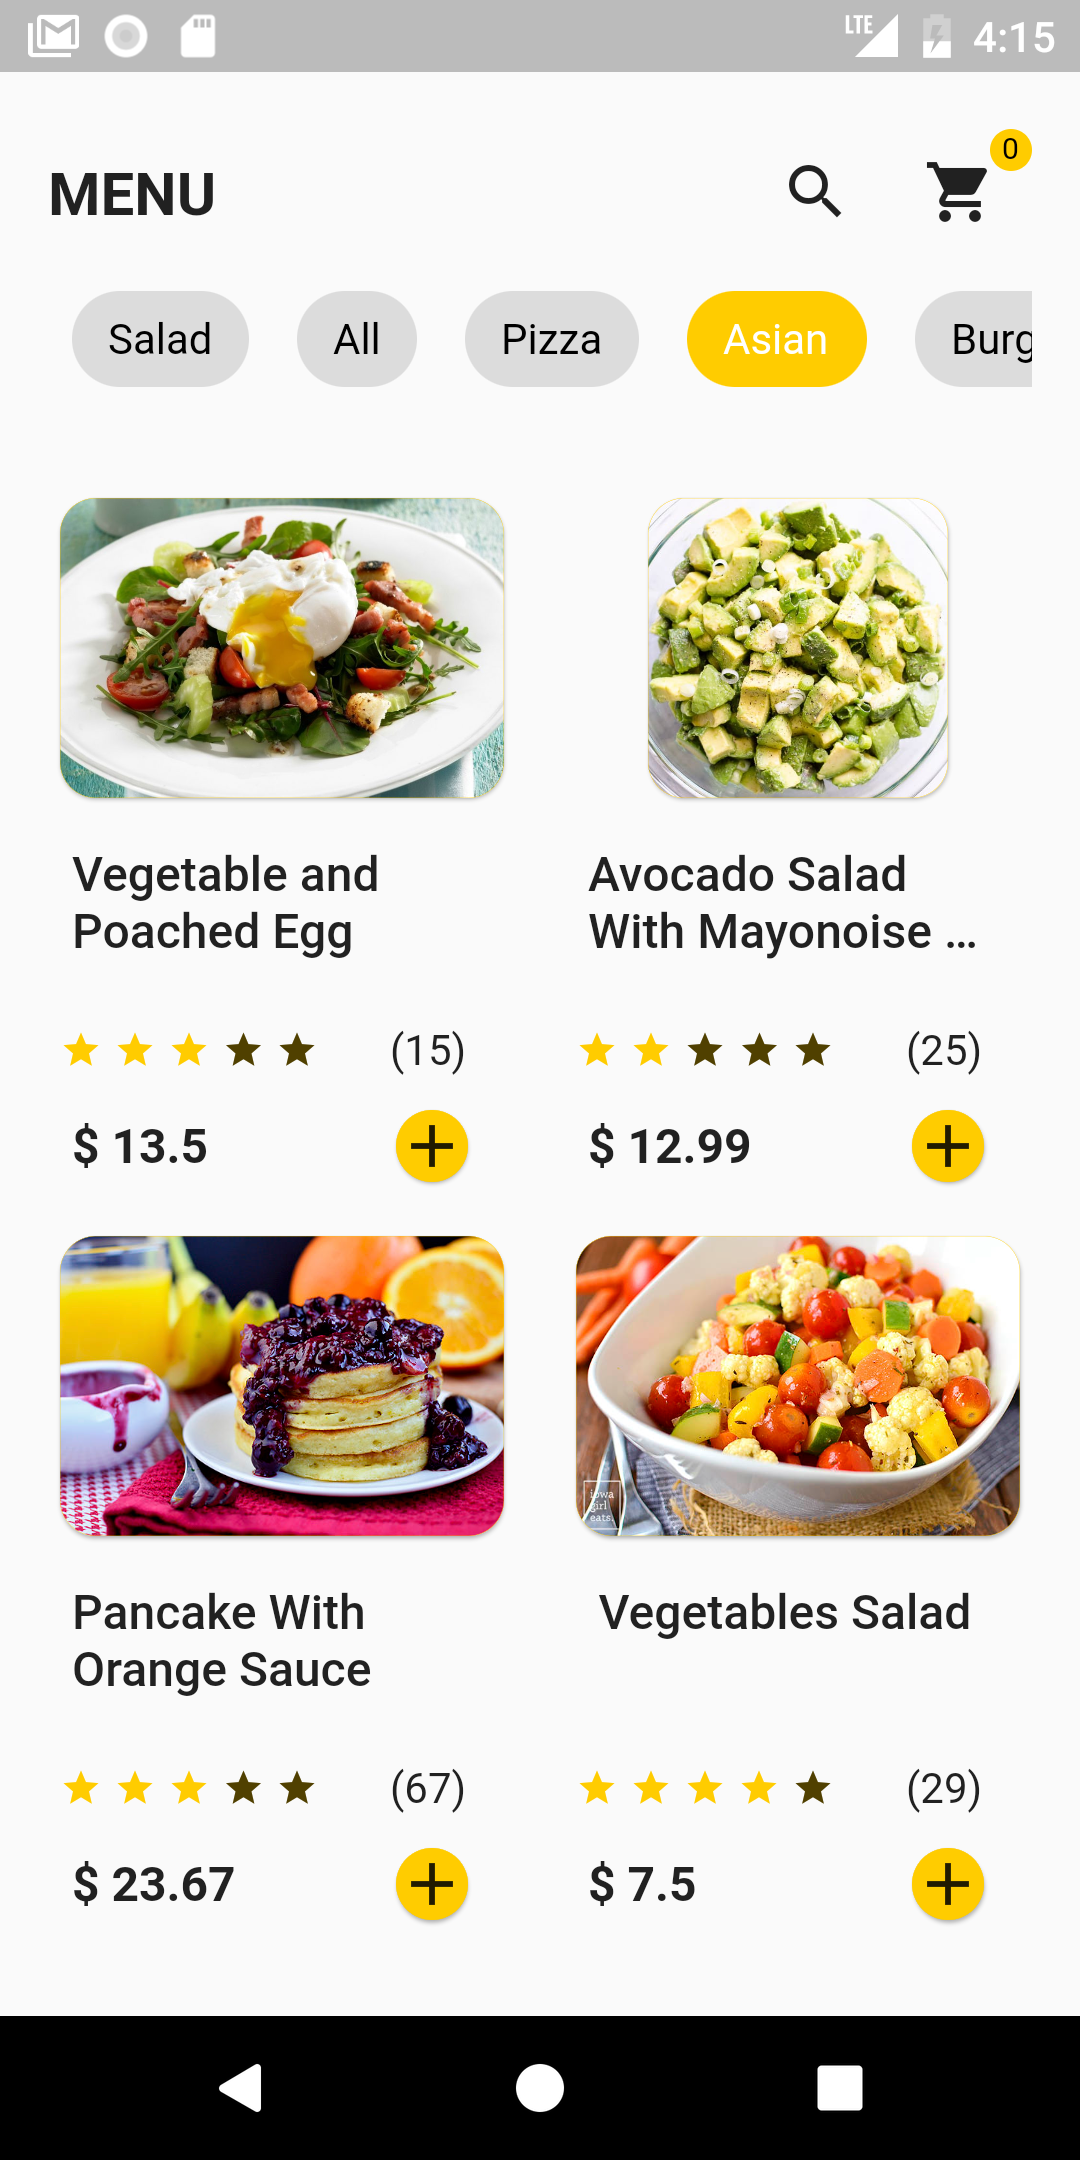 LTE 4:15
0
MENU
Salad All Pizza Asian Burg
Vegetable and
Poached Egg
Avocado Salad
With Mayonoise ...
(15)
(25)
$ 13.5
$ 12.99
iowa
girl
eats
Pancake With
Orange Sauce
Vegetables Salad
(67)
(29)
$ 23.67
$ 7.5